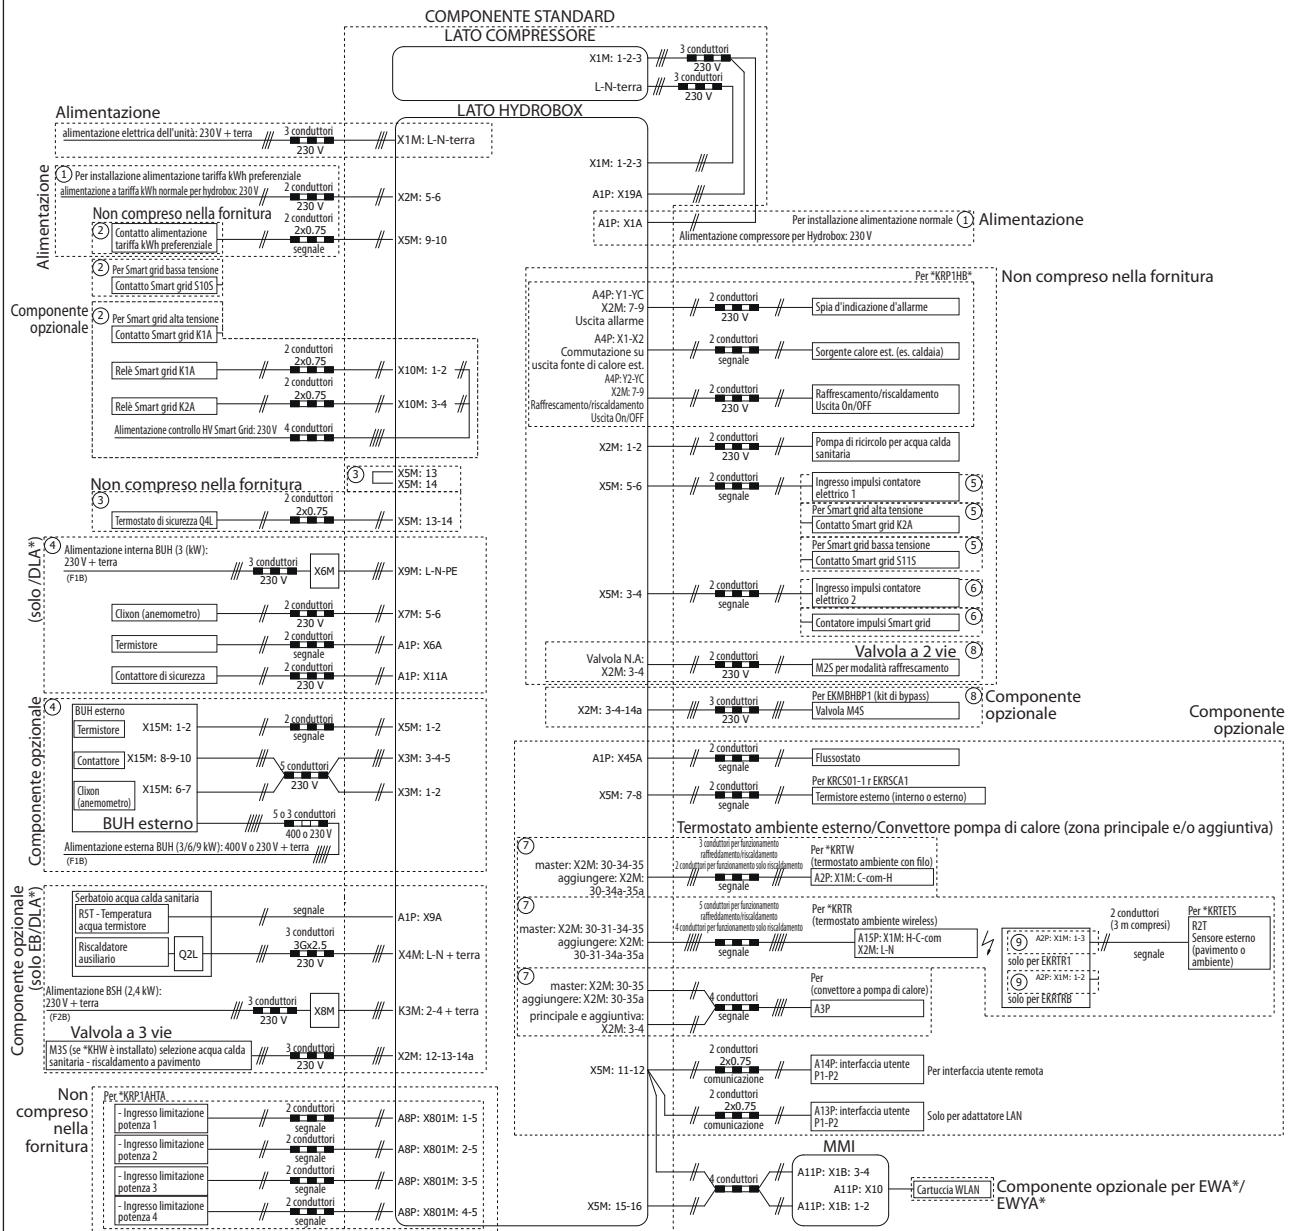 COMPONENTE STANDARD
LATO COMPRESSORE
X1M: 1-2-3
3 conduttori
230 V
L-N-terra
3 conduttori
230 V
LATO HYDROBOX
Alimentazione
alimentazione elettrica dell'unità: 230 V + terra
3 conduttori
230 V
X1M: L-N-terra
Alimentazione
1 Per installazione alimentazione tariffa kWh preferenziale
alimentazione a tariffa kWh normale per hydrobox: 230 V
2 conduttori
230 V
X2M: 5-6
Non compreso nella fornitura
2
Contatto alimentazione
tariffa kWh preferenziale
2 conduttori
2x0.75
segnale
X5M: 9-10
2 Per Smart grid bassa tensione
Contatto Smart grid S10S
Componente
opzionale
2 Per Smart grid alta tensione
Contatto Smart grid K1A
Relè Smart grid K1A
2 conduttori
2x0.75
X10M: 1-2
Relè Smart grid K2A
2 conduttori
2x0.75
X10M: 3-4
Alimentazione controllo HV Smart Grid: 230 V
4 conduttori
3
X5M: 13
X5M: 14
Non compreso nella fornitura
3
Termostato di sicurezza Q4L
2 conduttori
2x0.75
X5M: 13-14
(solo /DLA*)
4 Alimentazione interna BUH (3 (kW):
230 V + terra
(F1B)
3 conduttori
230 V
X6M
X9M: L-N-PE
Clixon (anemometro)
2 conduttori
230 V
X7M: 5-6
Termistore
2 conduttori
segnale
A1P: X6A
Contattore di sicurezza
2 conduttori
230 V
A1P: X11A
Componente opzionale
4
BUH esterno
Termistore
X15M: 1-2
2 conduttori
segnale
X5M: 1-2
Contattore
X15M: 8-9-10
5 conduttori
230 V
X3M: 3-4-5
Clixon
(anemometro)
X15M: 6-7
X3M: 1-2
BUH esterno
5 o 3 conduttori
400 o 230 V
Alimentazione esterna BUH (3/6/9 kW): 400 V o 230 V + terra
(F1B)
Componente opzionale
(solo EB/DLA*)
Serbatoio acqua calda sanitaria
R5T - Temperatura
acqua termistore
segnale
A1P: X9A
Riscaldatore
ausiliario
Q2L
3 conduttori
3Gx2.5
230 V
X4M: L-N + terra
Alimentazione BSH (2,4 kW):
230 V + terra
(F2B)
3 conduttori
230 V
X8M
K3M: 2-4 + terra
Valvola a 3 vie
M3S (se *KHW è installato) selezione acqua calda
sanitaria - riscaldamento a pavimento
3 conduttori
230 V
X2M: 12-13-14a
Non
compreso
nella
fornitura
Per *KRP1AHTA
- Ingresso limitazione
potenza 1
2 conduttori
segnale
A8P: X801M: 1-5
- Ingresso limitazione
potenza 2
2 conduttori
segnale
A8P: X801M: 2-5
- Ingresso limitazione
potenza 3
2 conduttori
segnale
A8P: X801M: 3-5
- Ingresso limitazione
potenza 4
2 conduttori
segnale
A8P: X801M: 4-5
X1M: 1-2-3
A1P: X19A
A1P: X1A
Per installazione alimentazione normale 1 Alimentazione
Alimentazione compressore per Hydrobox: 230 V
Per *KRP1HB*
Non compreso nella fornitura
A4P: Y1-YC
X2M: 7-9
Uscita allarme
2 conduttori
230 V
Spia d'indicazione d'allarme
A4P: X1-X2
Commutazione su
uscita fonte di calore est.
2 conduttori
segnale
Sorgente calore est. (es. caldaia)
A4P: Y2-YC
X2M: 7-9
Raffrescamento/riscaldamento
Uscita On/OFF
2 conduttori
230 V
Raffrescamento/riscaldamento
Uscita On/OFF
X2M: 1-2
2 conduttori
230 V
Pompa di ricircolo per acqua calda
sanitaria
X5M: 5-6
2 conduttori
segnale
Ingresso impulsi contatore
elettrico 1
5
Per Smart grid alta tensione
Contatto Smart grid K2A
5
Per Smart grid bassa tensione
Contatto Smart grid S11S
5
X5M: 3-4
2 conduttori
segnale
Ingresso impulsi contatore
elettrico 2
6
Contatore impulsi Smart grid
6
Valvola a 2 vie 8
Valvola N.A:
X2M: 3-4
2 conduttori
230 V
M2S per modalità raffrescamento
X2M: 3-4-14a
3 conduttori
230 V
Per EKMBHBP1 (kit di bypass)
Valvola M4S
8 Componente
opzionale
Componente
opzionale
A1P: X45A
2 conduttori
segnale
Flussostato
X5M: 7-8
2 conduttori
segnale
Per KRCS01-1 r EKRSCA1
Termistore esterno (interno o esterno)
Termostato ambiente esterno/Convettore pompa di calore (zona principale e/o aggiuntiva)
7
master: X2M: 30-34-35
aggiungere: X2M:
30-34a-35a
3 conduttori per funzionamento
raffreddamento/riscaldamento
2 conduttori per funzionamento solo riscaldamento
segnale
Per *KRTW
(termostato ambiente con filo)
A2P: X1M: C-com-H
7
master: X2M: 30-31-34-35
aggiungere: X2M:
30-31-34a-35a
5 conduttori per funzionamento
raffreddamento/riscaldamento
4 conduttori per funzionamento solo riscaldamento
segnale
Per *KRTR
(termostato ambiente wireless)
A15P: X1M: H-C-com
X2M: L-N
9 A2P: X1M: 1-3
solo per EKRTR1
9 A2P: X1M: 1-2
solo per EKRTRB
2 conduttori
(3 m compresi)
segnale
Per *KRTETS
R2T
Sensore esterno
(pavimento o
ambiente)
7
master: X2M: 30-35
aggiungere: X2M: 30-35a
principale e aggiuntiva:
X2M: 3-4
4 conduttori
segnale
Per
(convettore a pompa di calore)
A3P
X5M: 11-12
2 conduttori
2x0.75
comunicazione
A14P: interfaccia utente
P1-P2
Per interfaccia utente remota
2 conduttori
2x0.75
comunicazione
A13P: interfaccia utente
P1-P2
Solo per adattatore LAN
MMI
X5M: 15-16
4 conduttori
A11P: X1B: 3-4
A11P: X10
A11P: X1B: 1-2
Cartuccia WLAN
Componente opzionale per EWA*/
EWYA*